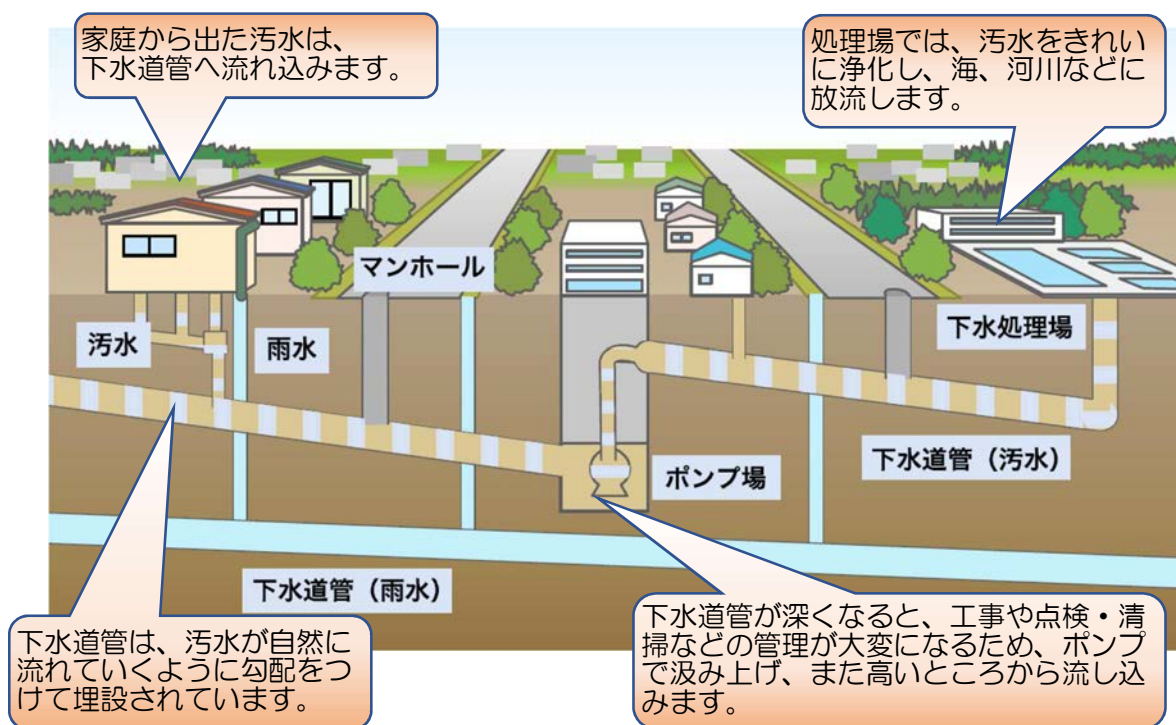 家庭から出た汚水は、
下水道管へ流れ込みます。
処理場では、汚水をきれい
に浄化し、海、河川などに
放流します。
マンホール
汚水
雨水
下水処理場
下水道管（汚水）
ポンプ場
下水道管（雨水）
下水道管は、汚水が自然に
流れていくように勾配をつ
けて埋設されています。
下水道管が深くなると、工事や点検・清
掃などの管理が大変になるため、ポンプ
で汲み上げ、また高いところから流し込
みます。